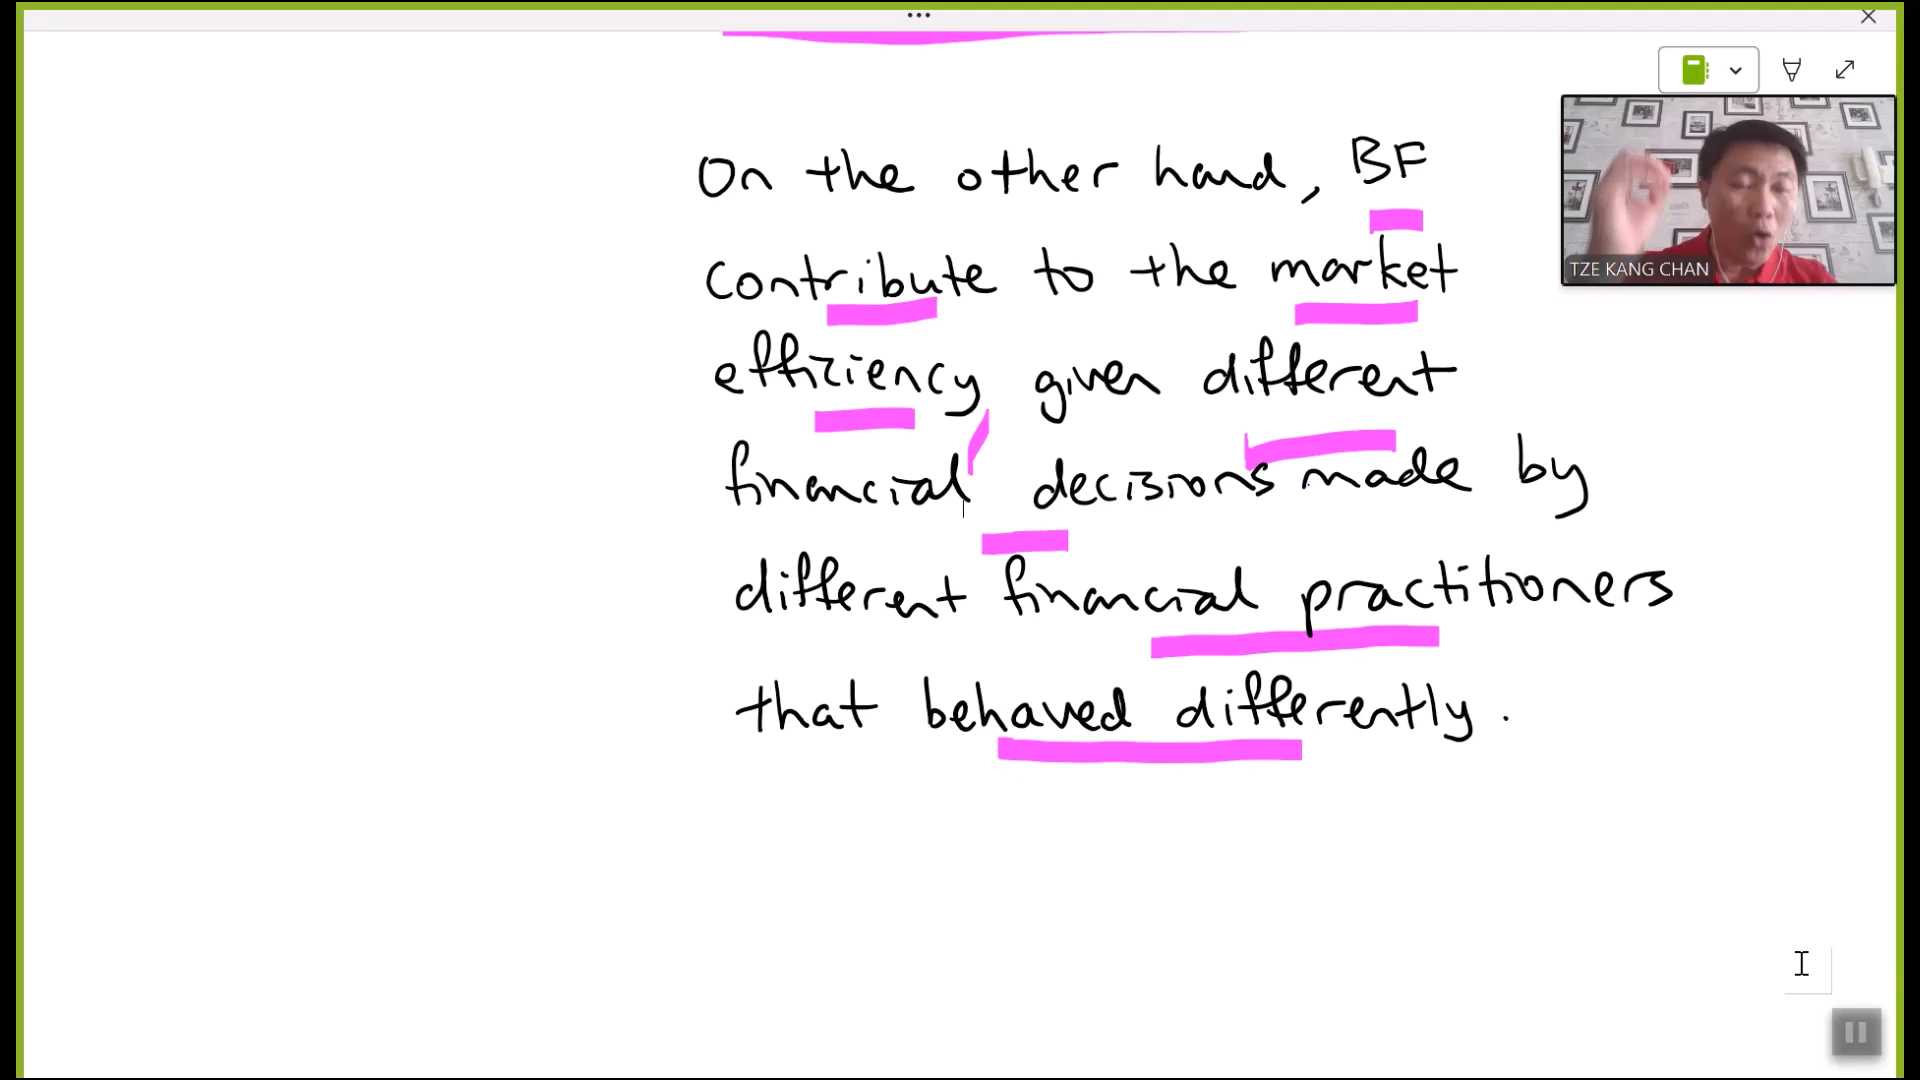 On the other hand, BF
contribute to the market
efficiency given different
financial decisions made by
different financial practitioners
that behaved differently.
TZE KANG CHAN